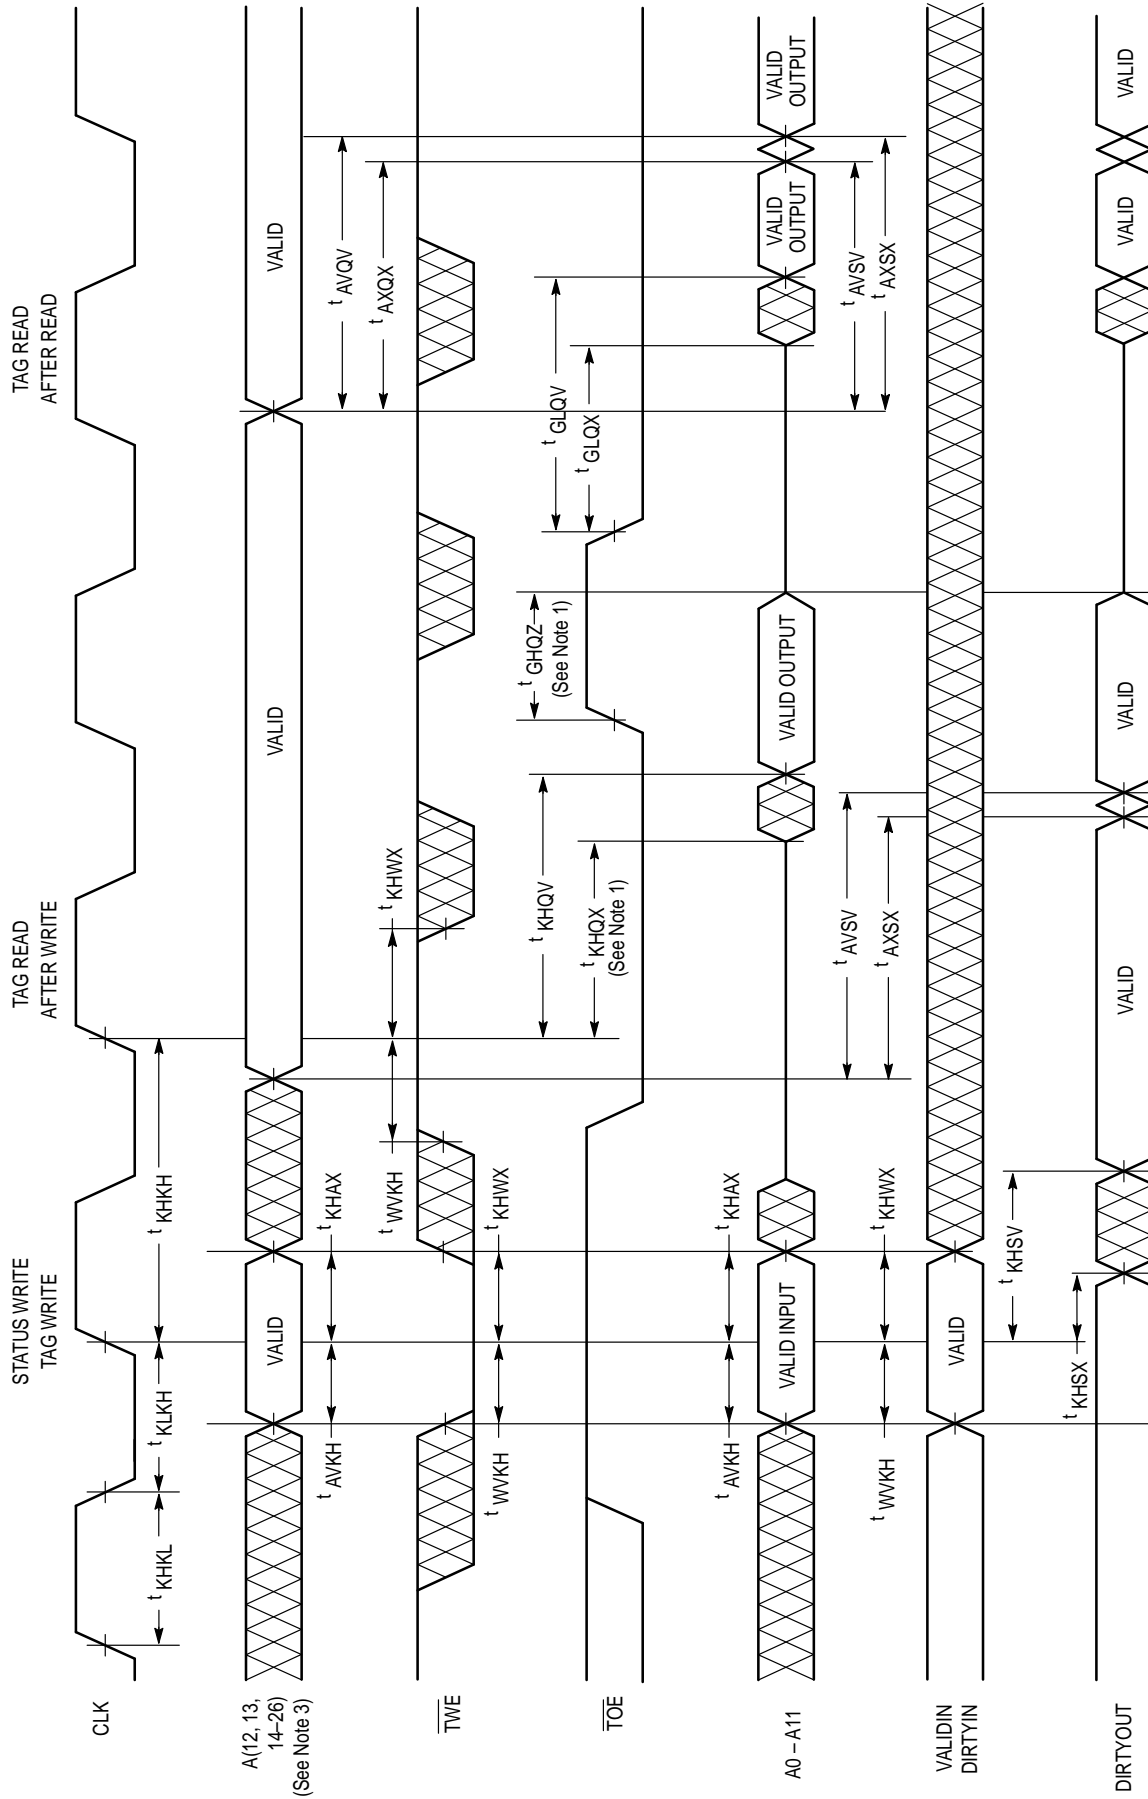 STATUS WRITE
TAG WRITE
TAG READ
AFTER WRITE
TAG READ
AFTER READ
CLK
t KHKL
t KLKH
t KHKH
A(12, 13,
14–26)
(See Note 3)
VALID
VALID
VALID
t AVKH
t KHAX
t AVQV
t AXQX
TWE
t WVKH
t KHWX
t WVKH
t KHWX
TOE
t GHQZ
(See Note 1)
t GLQV
t GLQX
t KHQV
t KHQX
(See Note 1)
A0 – A11
t AVKH
t KHAX
VALID INPUT
VALID OUTPUT
VALID
OUTPUT
VALID
OUTPUT
t AVSV
t AXSX
t AVSV
t AXSX
VALIDIN
DIRTYIN
t WVKH
t KHWX
VALID
DIRTYOUT
t KHSX
t KHSV
VALID
VALID
VALID
VALID